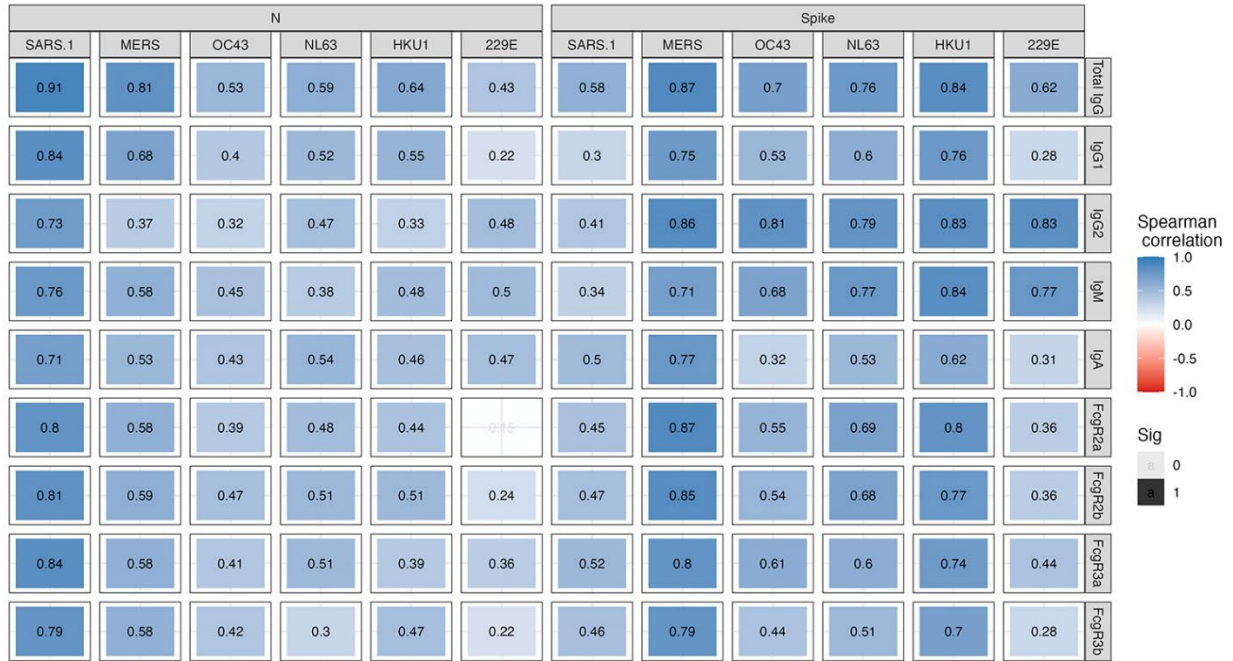 N Spike
SARS.1 MERS OC43 NL63 HKU1 229E SARS.1 MERS OC43 NL63 HKU1 229E
0.91 0.81 0.53 0.59 0.64 0.43 0.58 0.87 0.7 0.76 0.84 0.62 Total IgG
0.84 0.68 0.4 0.52 0.55 0.22 0.3 0.75 0.53 0.6 0.76 0.28 IgG1
0.73 0.37 0.32 0.47 0.33 0.48 0.41 0.86 0.81 0.79 0.83 0.83 IgG2
0.76 0.58 0.45 0.38 0.48 0.5 0.34 0.71 0.68 0.77 0.84 0.77 IgM
0.71 0.53 0.43 0.54 0.46 0.47 0.5 0.77 0.32 0.53 0.62 0.31 IgA
0.8 0.58 0.39 0.48 0.44 0.15 0.45 0.87 0.55 0.69 0.8 0.36 FcgR2a
0.81 0.59 0.47 0.51 0.51 0.24 0.47 0.85 0.54 0.68 0.77 0.36 FcgR2b
0.84 0.58 0.41 0.51 0.39 0.36 0.52 0.8 0.61 0.6 0.74 0.44 FcgR3a
0.79 0.58 0.42 0.3 0.47 0.22 0.46 0.79 0.44 0.51 0.7 0.28 FcgR3b
Spearman
correlation
1.0
0.5
0.0
-0.5
-1.0
Sig
a 0
a 1